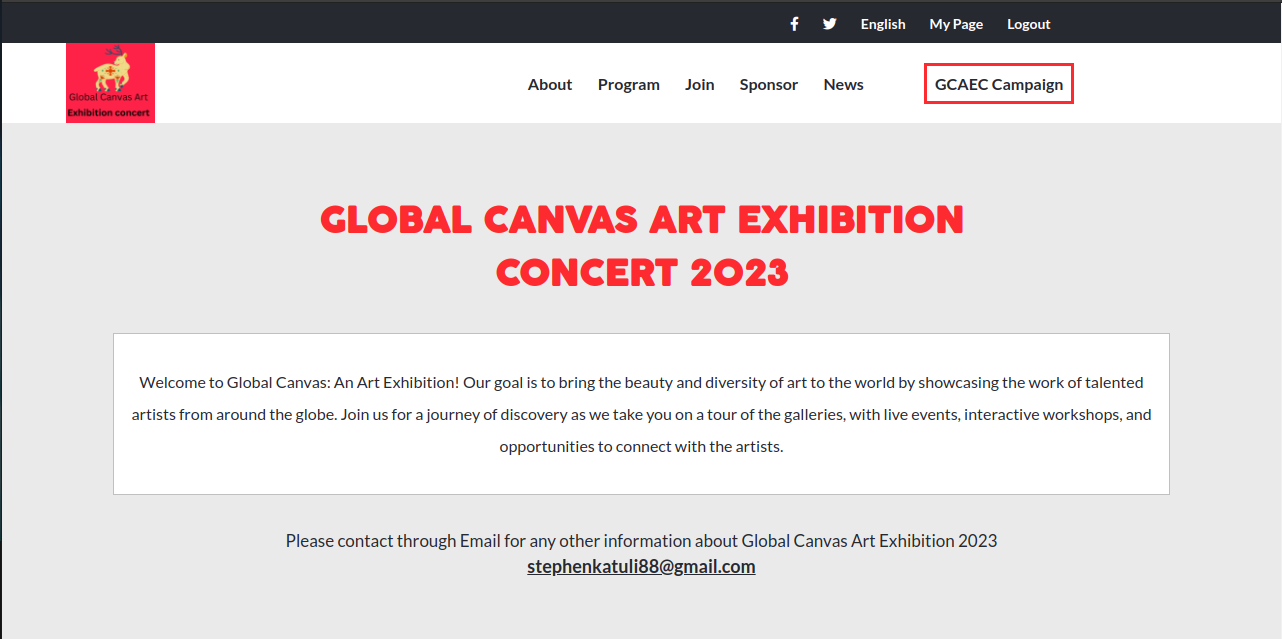 English My Page Logout
Global Canvas Art
Exhibition concert
About Program Join Sponsor News GCAEC Campaign
GLOBAL CANVAS ART EXHIBITION
CONCERT 2023
Welcome to Global Canvas: An Art Exhibition! Our goal is to bring the beauty and diversity of art to the world by showcasing the work of talented
artists from around the globe. Join us for a journey of discovery as we take you on a tour of the galleries, with live events, interactive workshops, and
opportunities to connect with the artists.
Please contact through Email for any other information about Global Canvas Art Exhibition 2023
stephenkatuli88@gmail.com